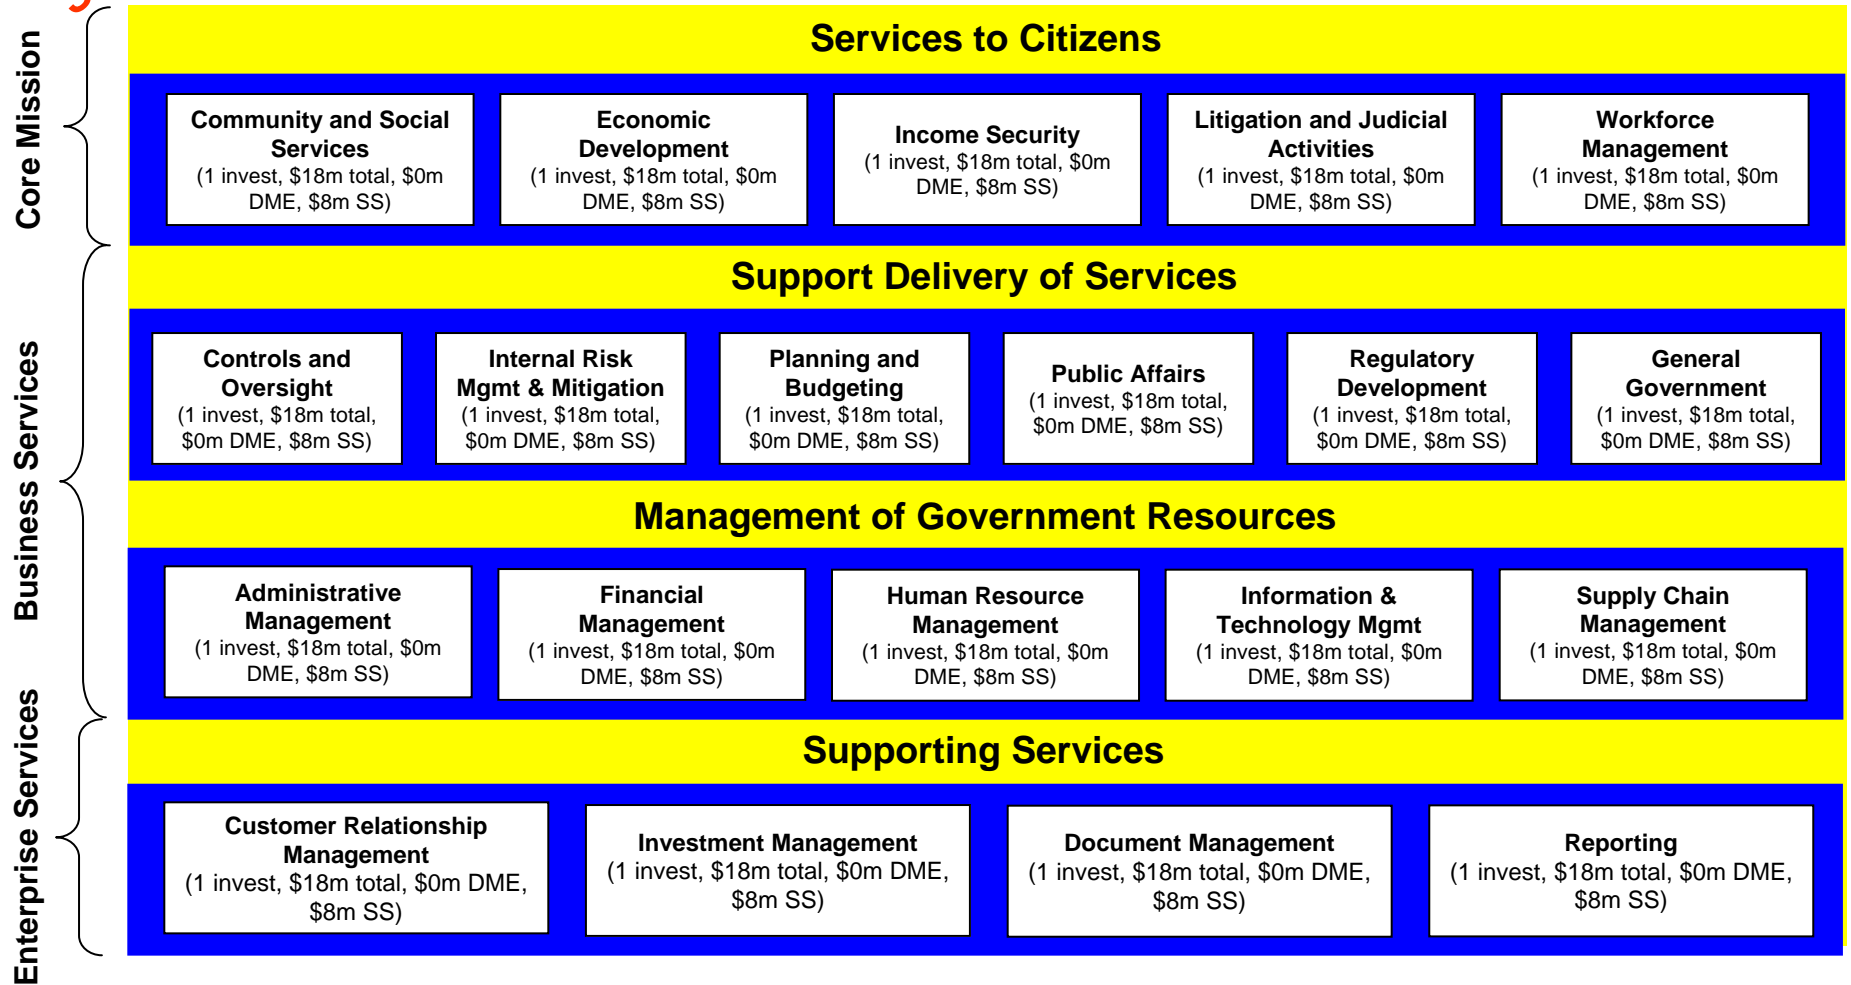 Core Mission
Services to Citizens
Community and Social
Services
(1 invest, $18m total, $0m
DME, $8m SS)
Economic
Development
(1 invest, $18m total, $0m
DME, $8m SS)
Income Security
(1 invest, $18m total, $0m
DME, $8m SS)
Litigation and Judicial
Activities
(1 invest, $18m total, $0m
DME, $8m SS)
Workforce
Management
(1 invest, $18m total, $0m
DME, $8m SS)
Business Services
Support Delivery of Services
Controls and
Oversight
(1 invest, $18m total,
$0m DME, $8m SS)
Internal Risk
Mgmt & Mitigation
(1 invest, $18m total,
$0m DME, $8m SS)
Planning and
Budgeting
(1 invest, $18m total,
$0m DME, $8m SS)
Public Affairs
(1 invest, $18m total,
$0m DME, $8m SS)
Regulatory
Development
(1 invest, $18m total,
$0m DME, $8m SS)
General
Government
(1 invest, $18m total,
$0m DME, $8m SS)
Management of Government Resources
Administrative
Management
(1 invest, $18m total, $0m
DME, $8m SS)
Financial
Management
(1 invest, $18m total, $0m
DME, $8m SS)
Human Resource
Management
(1 invest, $18m total, $0m
DME, $8m SS)
Information &
Technology Mgmt
(1 invest, $18m total, $0m
DME, $8m SS)
Supply Chain
Management
(1 invest, $18m total, $0m
DME, $8m SS)
Enterprise Services
Supporting Services
Customer Relationship
Management
(1 invest, $18m total, $0m DME,
$8m SS)
Investment Management
(1 invest, $18m total, $0m DME,
$8m SS)
Document Management
(1 invest, $18m total, $0m DME,
$8m SS)
Reporting
(1 invest, $18m total, $0m DME,
$8m SS)